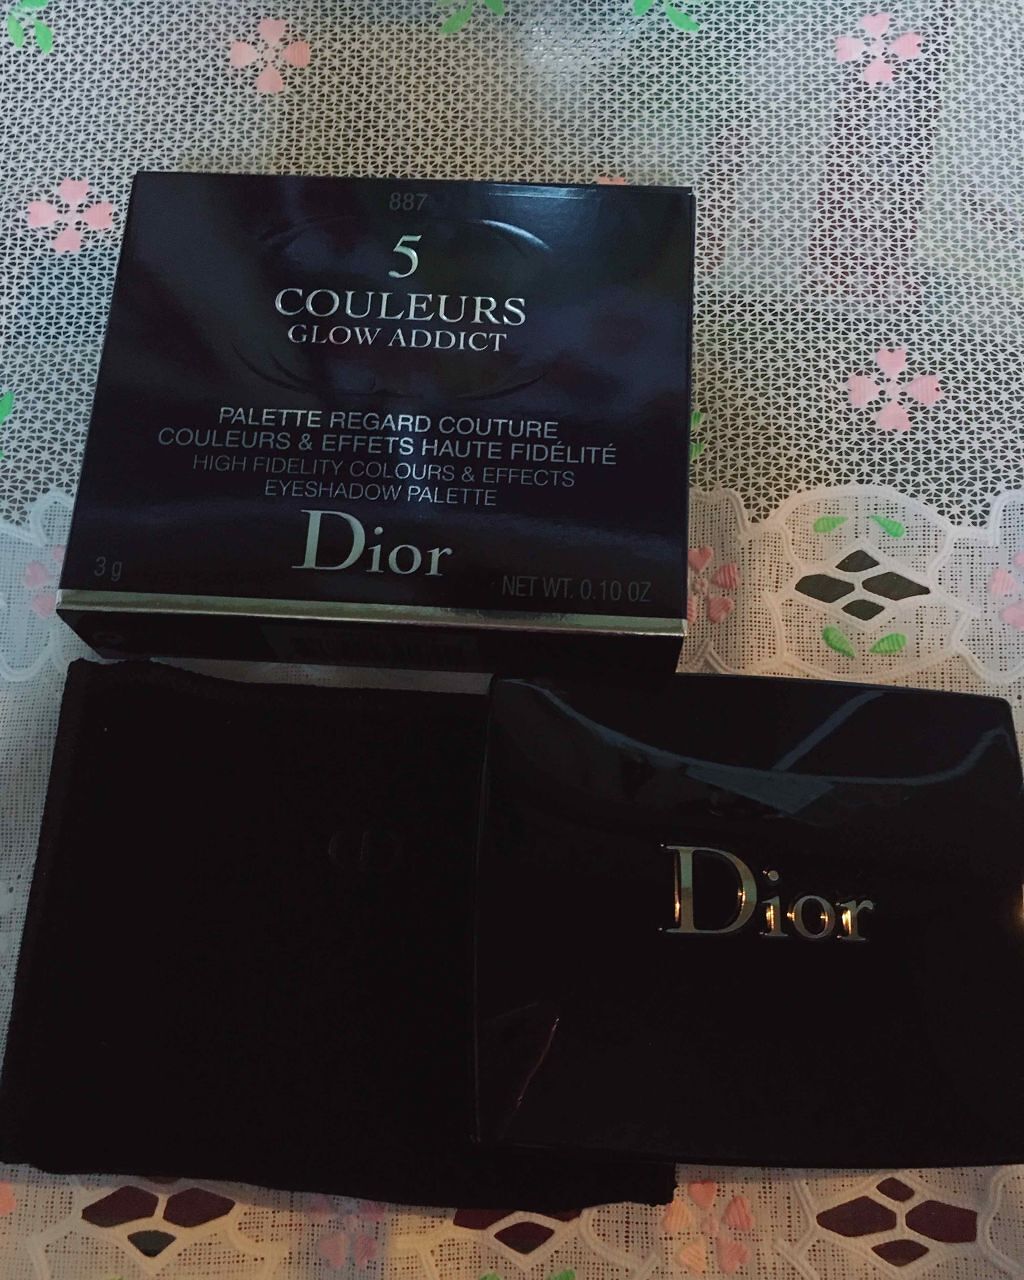 887
5
COULEURS
GLOW ADDICT
PALETTE REGARD COUTURE
COULEURS & EFFETS HAUTE FIDÉLITÉ
HIGH FIDELITY COLOURS & EFFECTS
EYESHADOW PALETTE
Dior
3 g
NET WT. 0.10 OZ
Dior